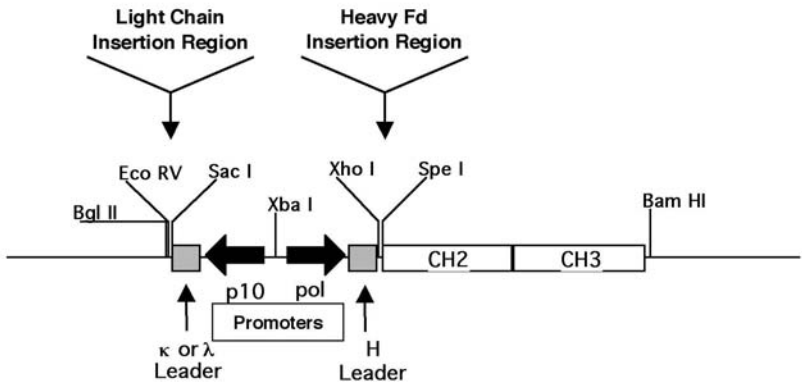 Light Chain
Insertion Region
Heavy Fd
Insertion Region
Eco RV
Sac I
Xho I
Spe I
Bgl II
Xba I
Bam HI
CH2
CH3
p10
pol
Promoters
κ or λ
Leader
H
Leader